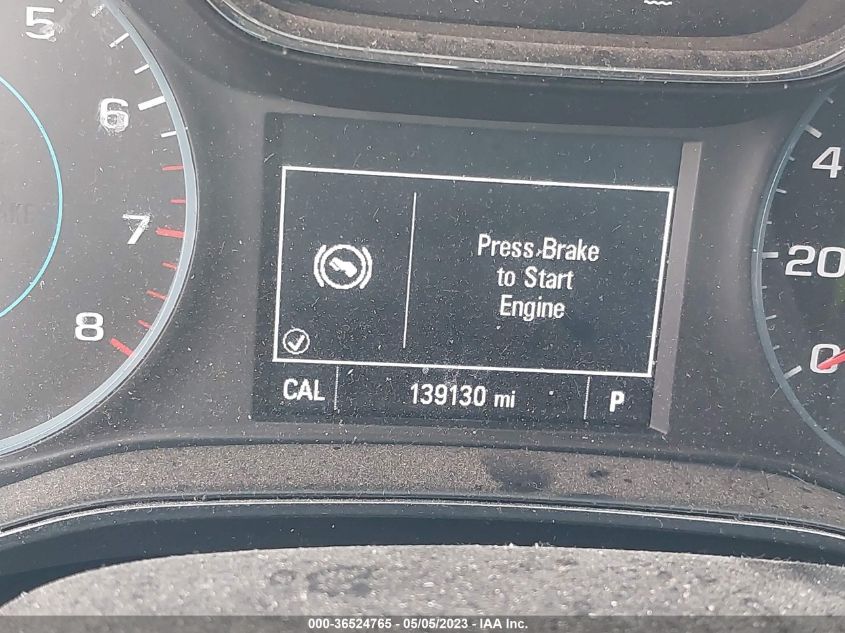 5
6
7
8
4
20
0
Press Brake
to Start
Engine
CAL 139130 mi P
000-36524765 - 05/05/2023 - IAA Inc.